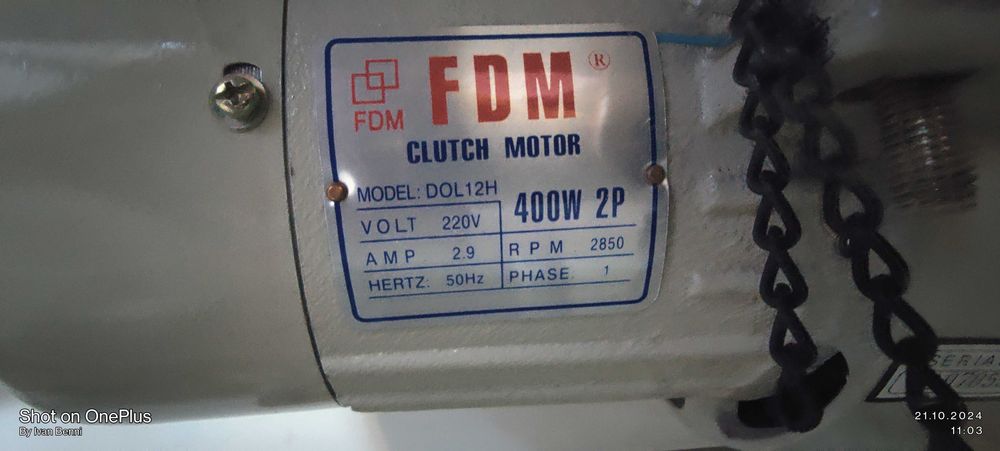 FDM ®
FDM
CLUTCH MOTOR
MODEL: DOL12H
400W 2P
VOLT 220V
AMP 2.9
RPM 2850
HERTZ: 50Hz
PHASE. 1
SERIA
Shot on OnePlus
By Ivan Benni
21.10.2024
11:03